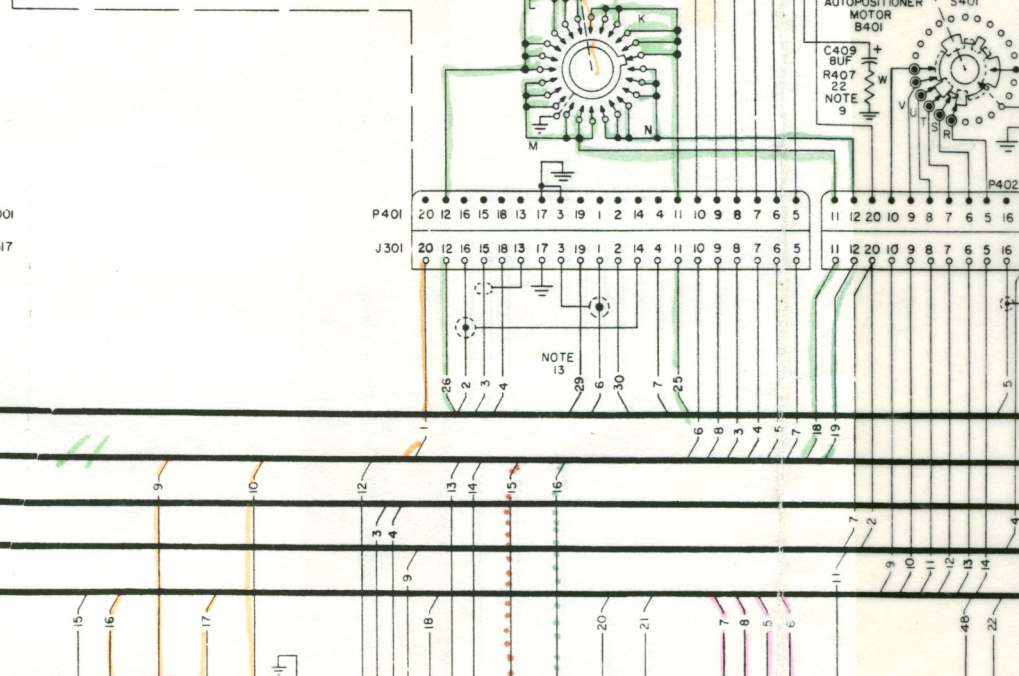 AUTOPOSITIONER
MOTOR
B401
S401
K
C409 +
8UF
R407
22
NOTE
9
W
V U T S R
M
N
P402
P401 20 12 16 15 18 13 17 3 19 1 2 14 4 11 10 9 8 7 6 5
11 12 20 10 9 8 7 6 5 16
J301 20 12 16 15 18 13 17 3 19 1 2 14 4 11 10 9 8 7 6 5
11 12 20 10 9 8 7 6 5 16
NOTE
13
26 2 3 4 29 6 30 7 25 5
1 6 8 3 4 5 7 18 19
9 10 12 13 14 15 16
3 4 7 2 4
9 11 9 10 11 12 13 14
15 16 17 18 20 21 7 8 5 6 48 22